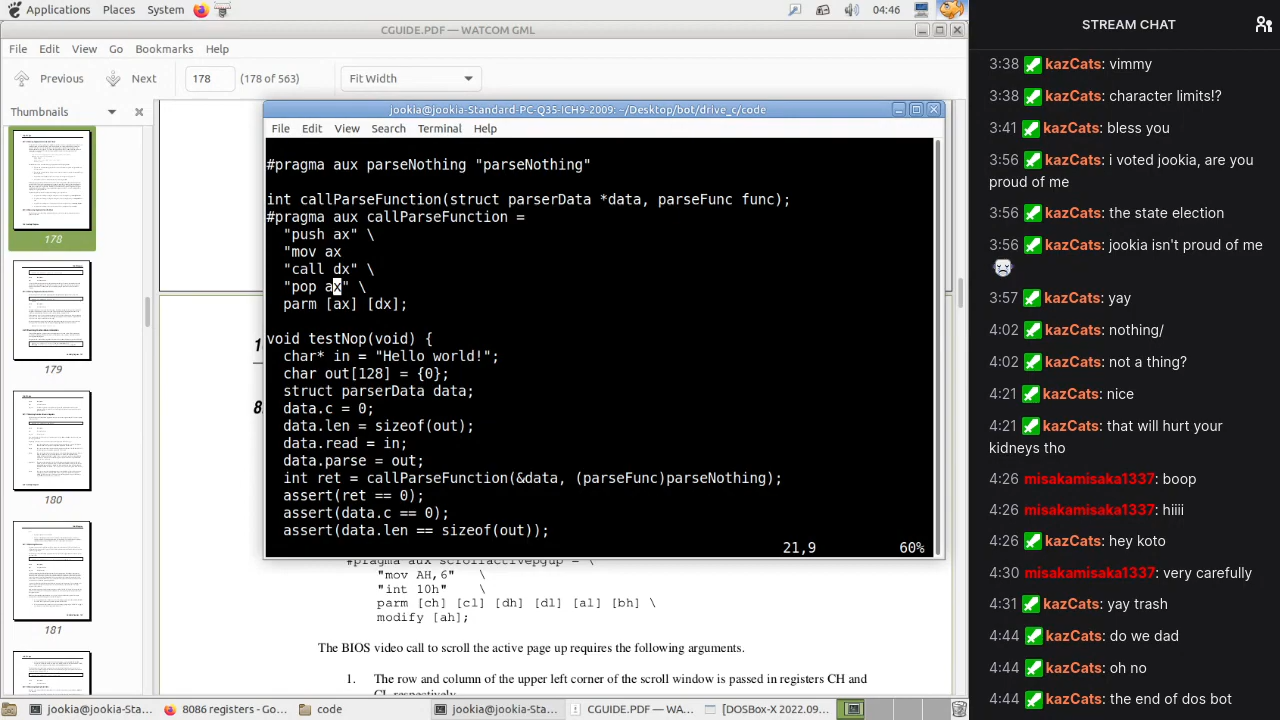 Applications Places System 04:46
CGUIDE.PDF — WATCOM GML
File Edit View Go Bookmarks Help
Previous Next 178 (178 of 563) Fit Width
Thumbnails
178
179
180
181
jookia@jookia-Standard-PC-Q35-ICH9-2009: ~/Desktop/bot/drive_c/code
File Edit View Search Terminal Help
#pragma aux parseNothing "parseNothing"
int callParseFunction(struct parserData *data, parseFunc func);
#pragma aux callParseFunction =
"push ax" \
"mov ax
"call dx" \
"pop ax" \
parm [ax] [dx];
void testNop(void) {
char* in = "Hello world!";
char out[128] = {0};
struct parserData data;
data.c = 0;
data.len = sizeof(out);
data.read = in;
data.parse = out;
int ret = callParseFunction(&data, (parseFunc)parseNothing);
assert(ret == 0);
assert(data.c == 0);
assert(data.len == sizeof(out));
21,9 60%
1
8
"mov AH,6" \
"int 10h" \
parm [ch] [cl] [dh] [dl] [al] [bh] \
modify [ah];
The BIOS video call to scroll the active page up requires the following arguments.
1. The row and column of the upper left corner of the scroll window is passed in registers CH and
CL respectively.
jookia@jookia-Sta... 8086 registers - G... code jookia@jookia-Sta... CGUIDE.PDF — WA... [DOSBox-X 2022.09...
STREAM CHAT
3:38 kazCats: vimmy
3:38 kazCats: character limits!?
3:41 kazCats: bless you
3:56 kazCats: i voted jookia, are you
proud of me
3:56 kazCats: the state election
3:56 kazCats: jookia isn't proud of me
3:57 kazCats: yay
4:02 kazCats: nothing/
4:02 kazCats: not a thing?
4:21 kazCats: nice
4:21 kazCats: that will hurt your
kidneys tho
4:26 misakamisaka1337: boop
4:26 misakamisaka1337: hiiii
4:26 kazCats: hey koto
4:30 misakamisaka1337: very carefully
4:31 kazCats: yay trash
4:44 kazCats: do we dad
4:44 kazCats: oh no
4:44 kazCats: the end of dos bot